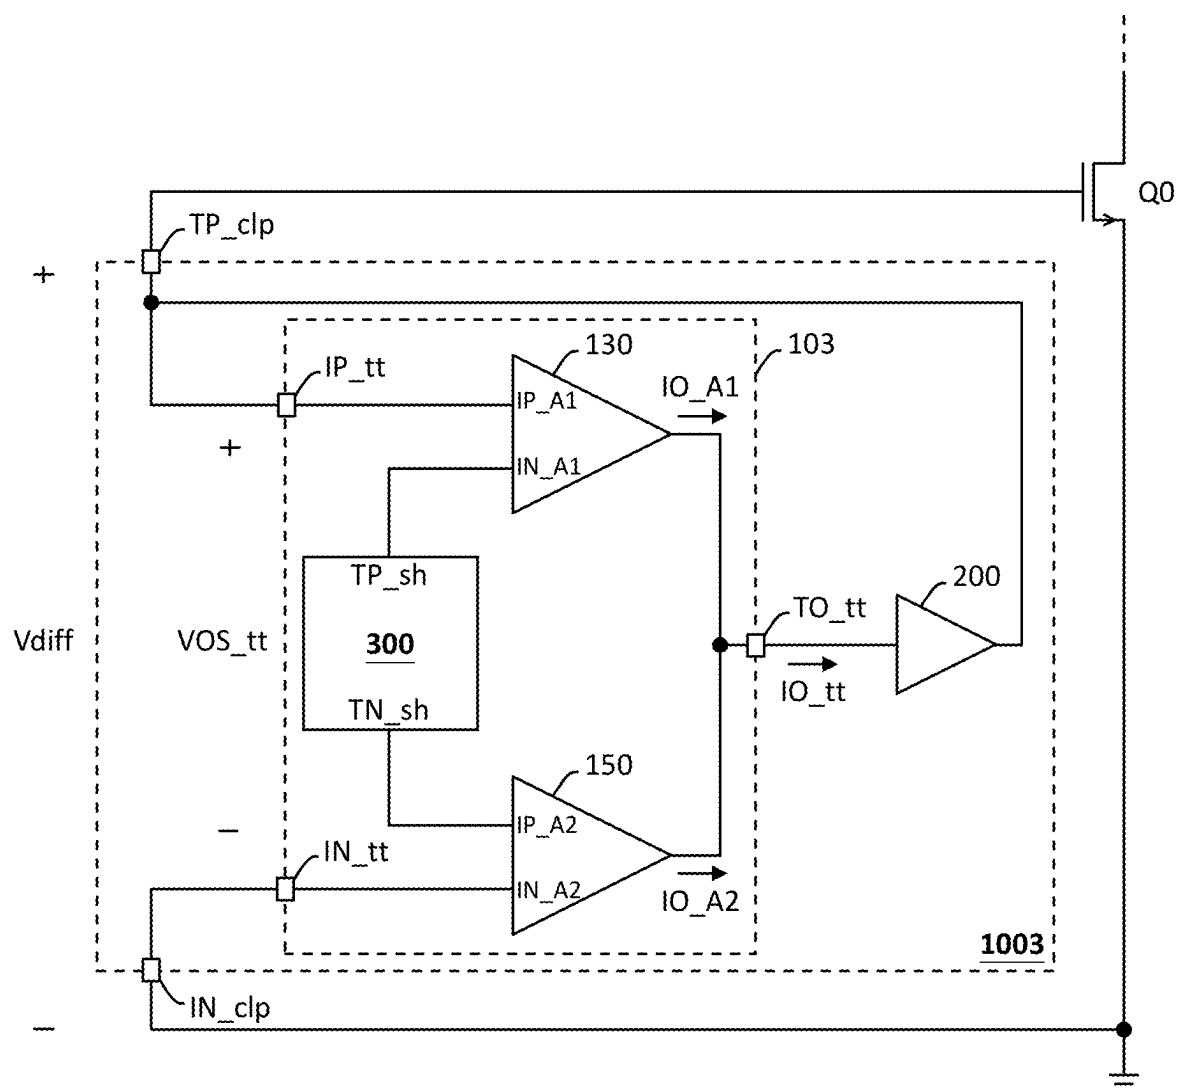 Q0
TP_clp
+
130
103
IP_tt
IO_A1
IP_A1
+
IN_A1
TP_sh
200
TO_tt
Vdiff
VOS_tt
300
IO_tt
TN_sh
150
IP_A2
−
IN_tt
IN_A2
IO_A2
1003
IN_clp
−